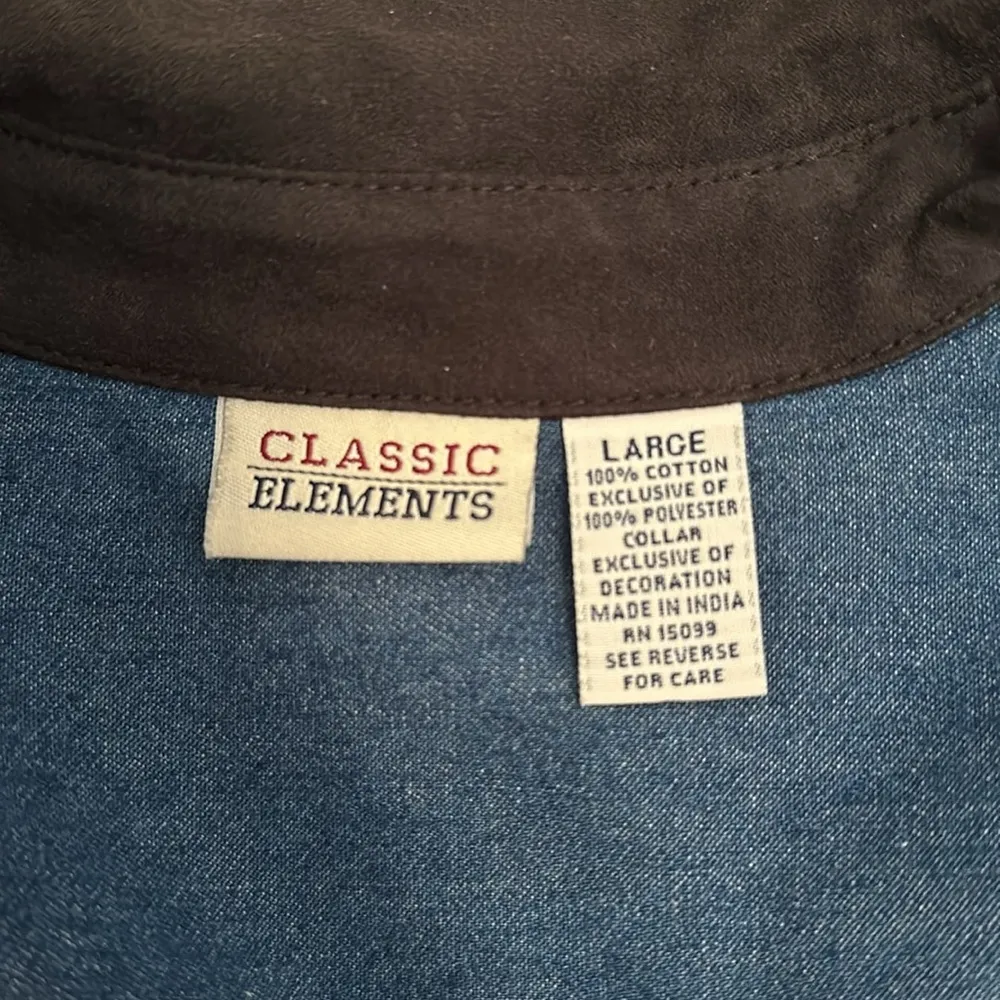 CLASSIC
ELEMENTS
LARGE
100% COTTON
EXCLUSIVE OF
100% POLYESTER
COLLAR
EXCLUSIVE OF
DECORATION
MADE IN INDIA
RN 15099
SEE REVERSE
FOR CARE